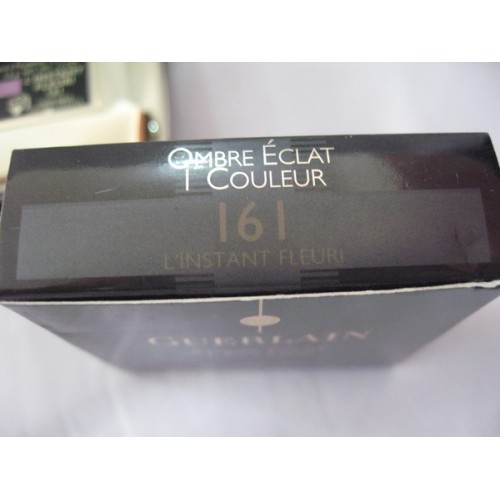 OMBRE ÉCLAT
1 COULEUR
161
L'INSTANT FLEURI
GUERLAIN